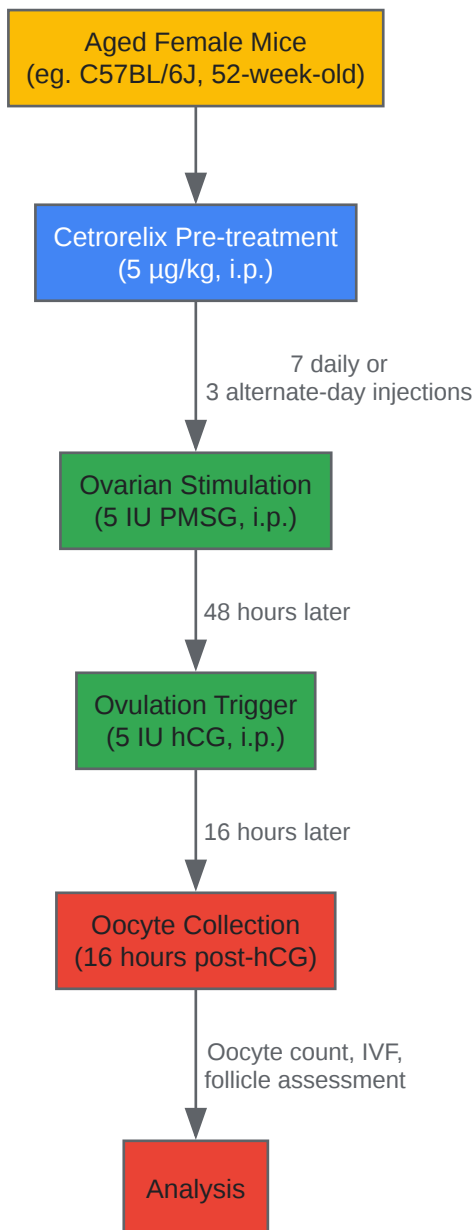 Aged Female Mice
(eg. C57BL/6J, 52-week-old)
Cetrorelix Pre-treatment
(5 µg/kg, i.p.)
7 daily or
3 alternate-day injections
Ovarian Stimulation
(5 IU PMSG, i.p.)
48 hours later
Ovulation Trigger
(5 IU hCG, i.p.)
16 hours later
Oocyte Collection
(16 hours post-hCG)
Oocyte count, IVF,
follicle assessment
Analysis